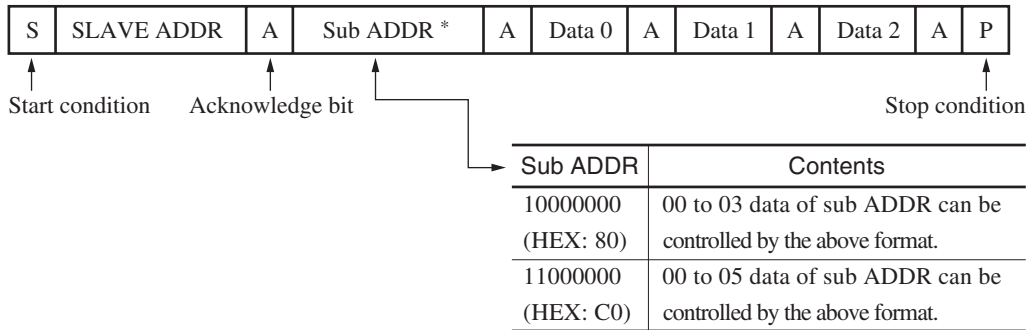 S SLAVE ADDR A Sub ADDR * A Data 0 A Data 1 A Data 2 A P
Start condition Acknowledge bit Stop condition
Sub ADDR Contents
10000000 00 to 03 data of sub ADDR can be
(HEX: 80) controlled by the above format.
11000000 00 to 05 data of sub ADDR can be
(HEX: C0) controlled by the above format.